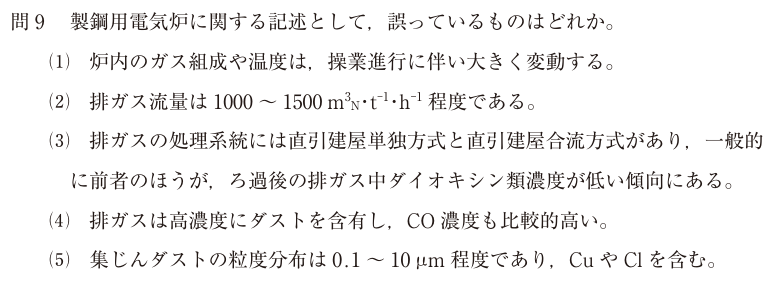 問9 製鋼用電気炉に関する記述として，誤っているものはどれか。
⑴ 炉内のガス組成や温度は，操業進行に伴い大きく変動する。
⑵ 排ガス流量は 1000 ～ 1500 m³N･t⁻¹･h⁻¹ 程度である。
⑶ 排ガスの処理系統には直引建屋単独方式と直引建屋合流方式があり，一般的
に前者のほうが，ろ過後の排ガス中ダイオキシン類濃度が低い傾向にある。
⑷ 排ガスは高濃度にダストを含有し，CO 濃度も比較的高い。
⑸ 集じんダストの粒度分布は 0.1 ～ 10 μm 程度であり，Cu や Cl を含む。